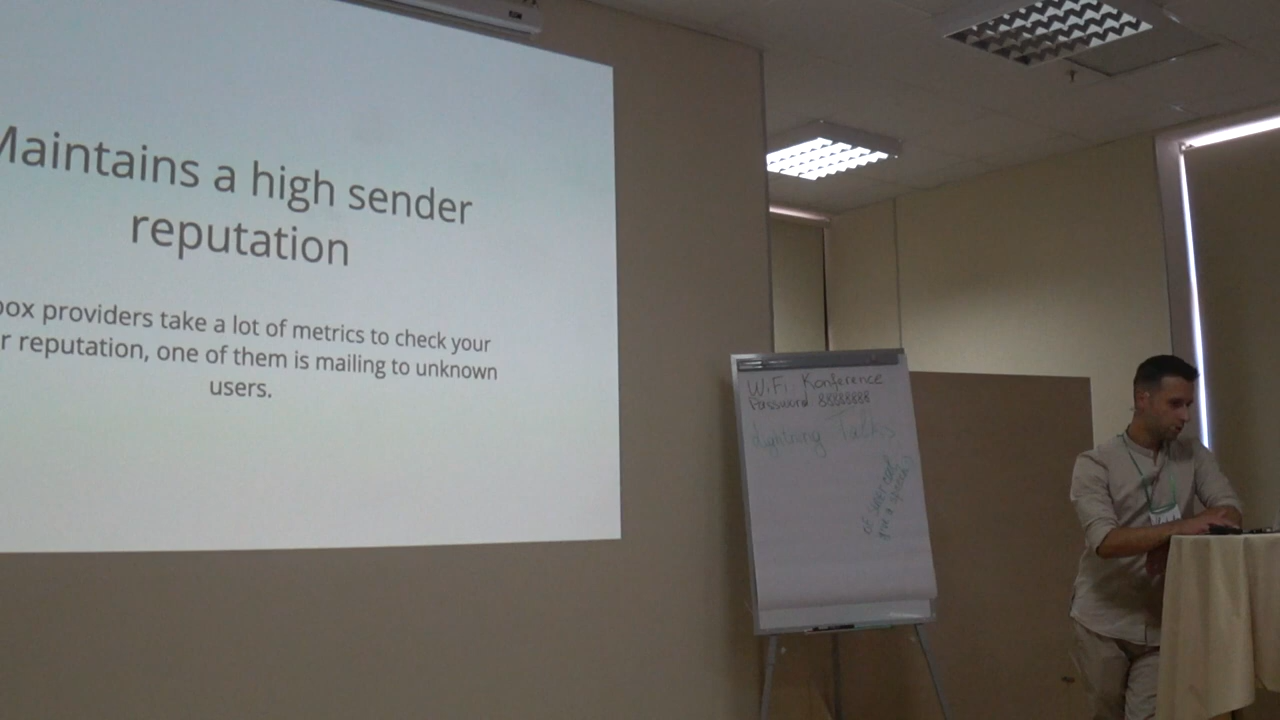 Maintains a high sender
reputation
box providers take a lot of metrics to check your
r reputation, one of them is mailing to unknown
users.
WiFi Konference
Password 88888888
Lightning Talks